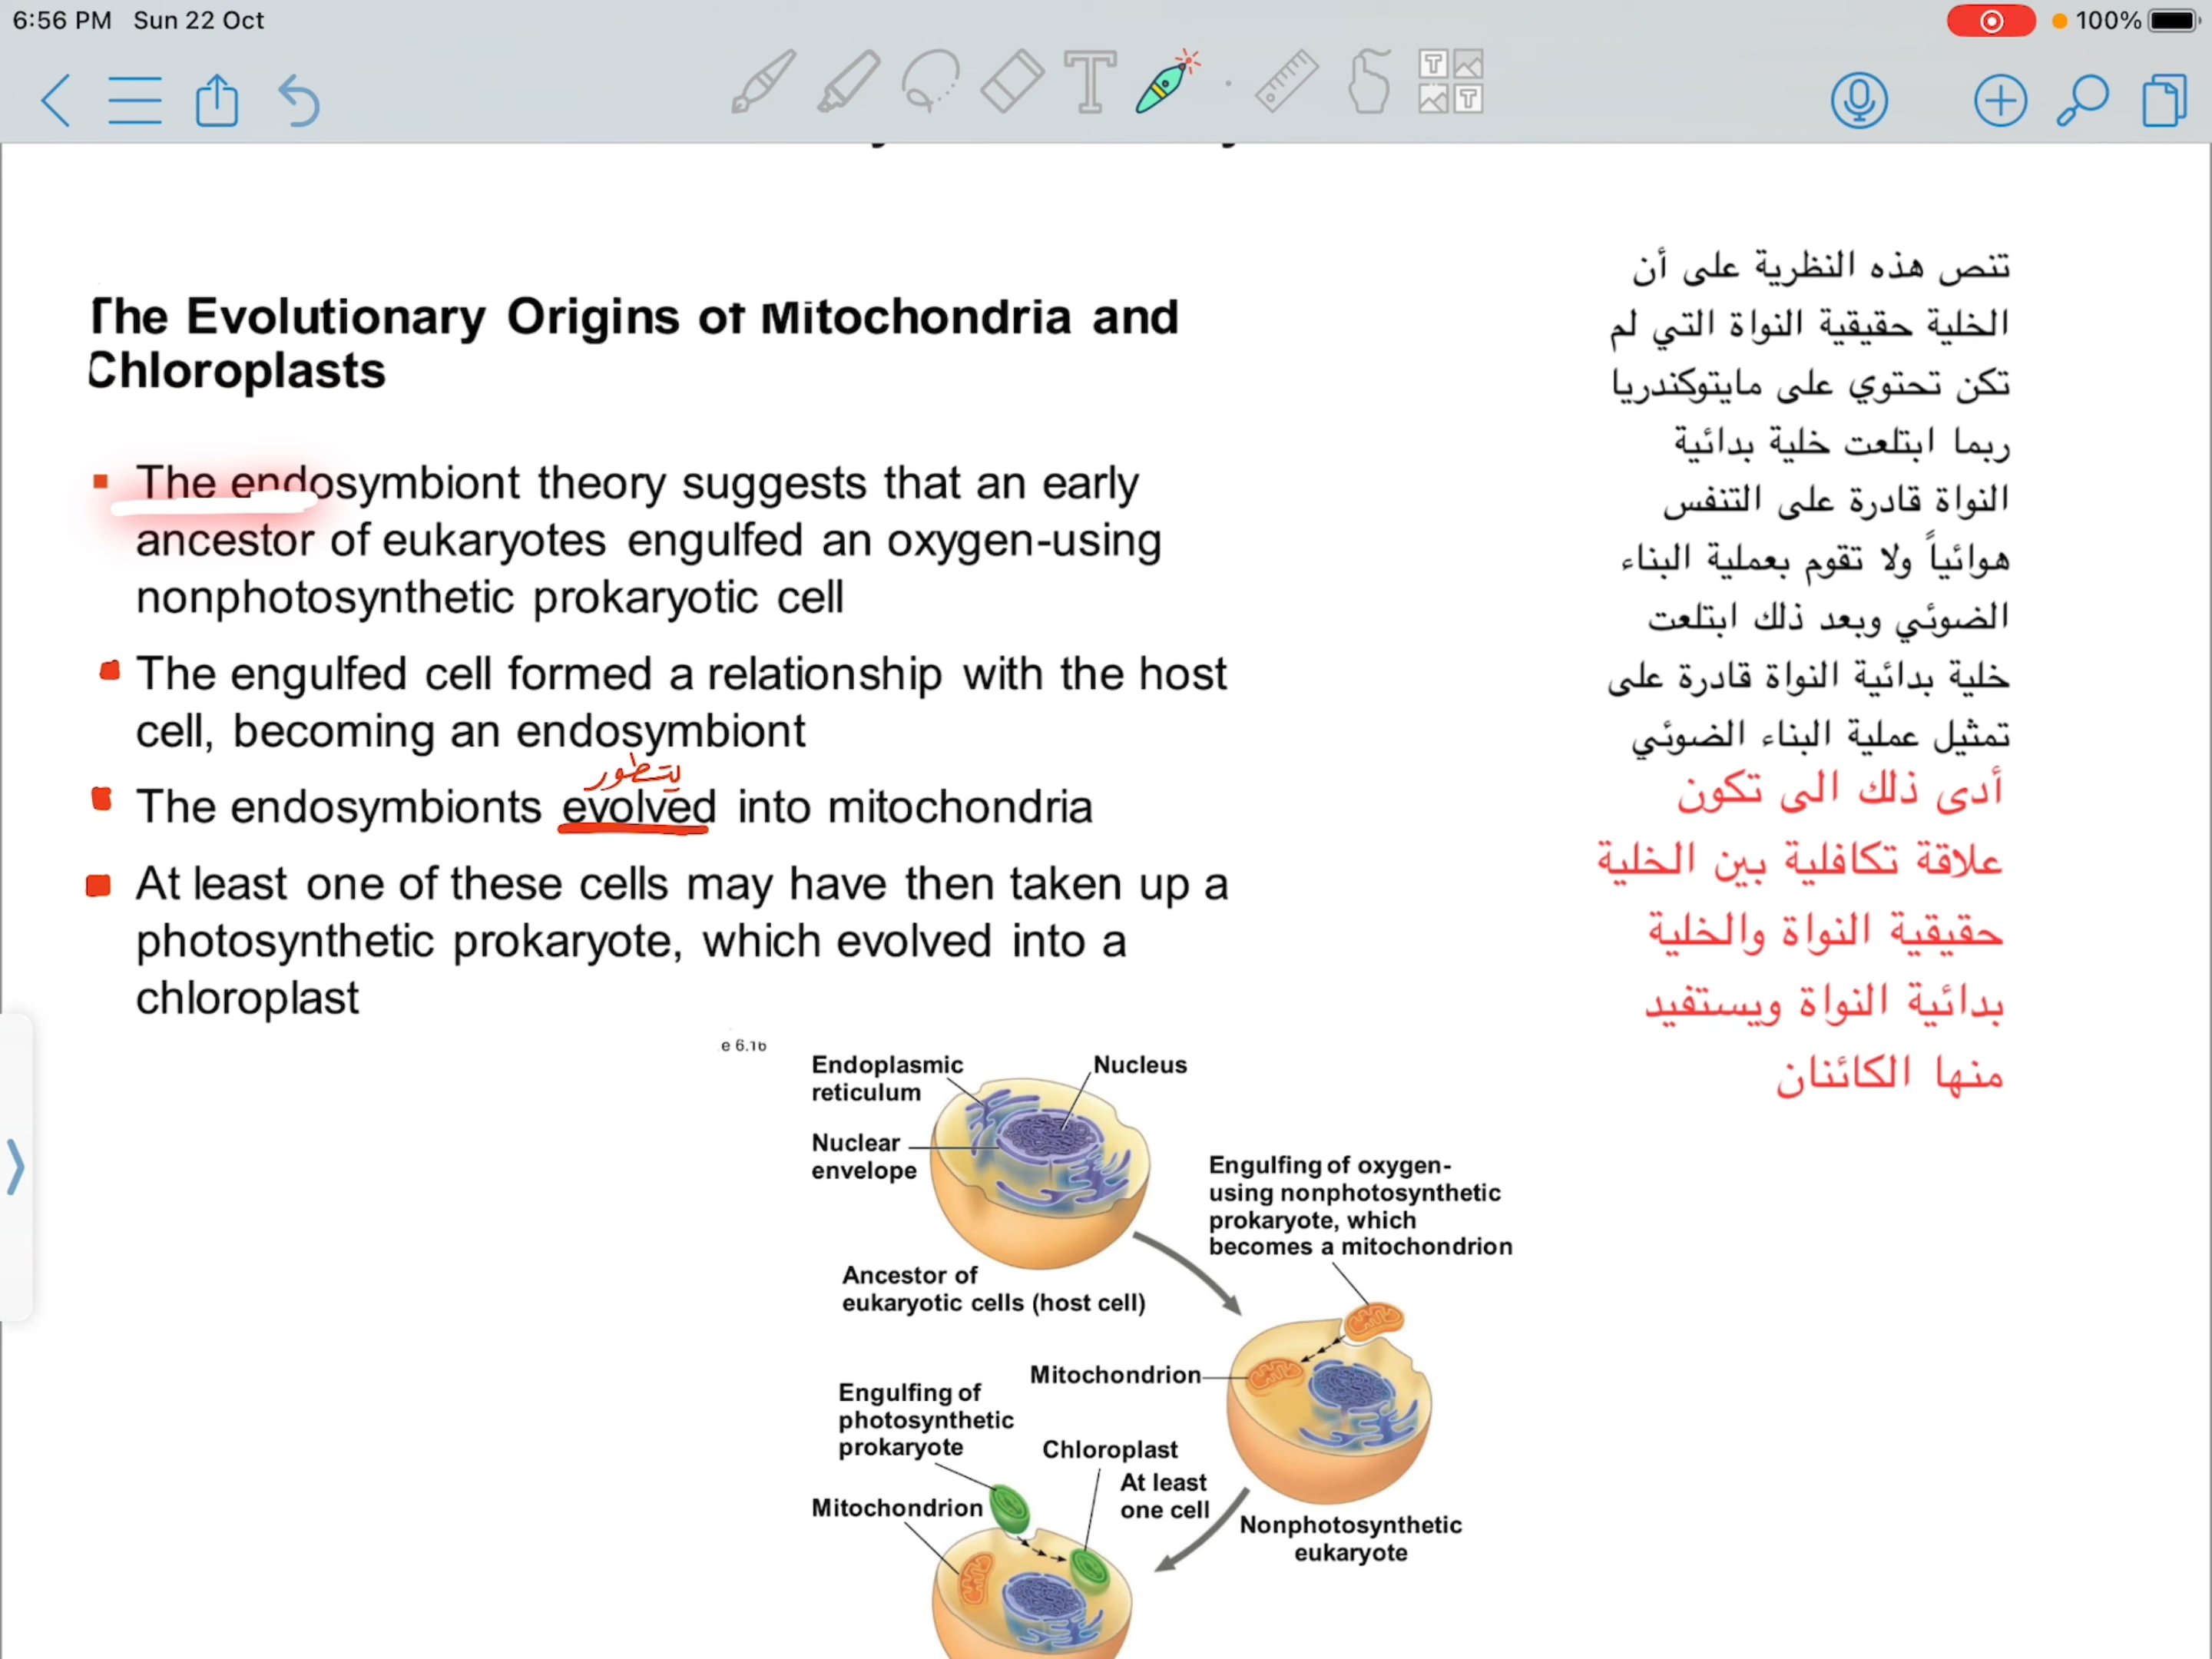 6:56 PM Sun 22 Oct
100%
The Evolutionary Origins of Mitochondria and
Chloroplasts
The endosymbiont theory suggests that an early
ancestor of eukaryotes engulfed an oxygen-using
nonphotosynthetic prokaryotic cell
The engulfed cell formed a relationship with the host
cell, becoming an endosymbiont
يتطور
The endosymbionts evolved into mitochondria
At least one of these cells may have then taken up a
photosynthetic prokaryote, which evolved into a
chloroplast
تنص هذه النظرية على أن
الخلية حقيقية النواة التي لم
تكن تحتوي على مايتوكندريا
ربما ابتلعت خلية بدائية
النواة قادرة على التنفس
هوائياً ولا تقوم بعملية البناء
الضوئي وبعد ذلك ابتلعت
خلية بدائية النواة قادرة على
تمثيل عملية البناء الضوئي
أدى ذلك الى تكون
علاقة تكافلية بين الخلية
حقيقية النواة والخلية
بدائية النواة ويستفيد
منها الكائنان
e 6.16
Endoplasmic
reticulum
Nucleus
Nuclear
envelope
Engulfing of oxygen-
using nonphotosynthetic
prokaryote, which
becomes a mitochondrion
Ancestor of
eukaryotic cells (host cell)
Mitochondrion
Engulfing of
photosynthetic
prokaryote
Chloroplast
At least
one cell
Mitochondrion
Nonphotosynthetic
eukaryote